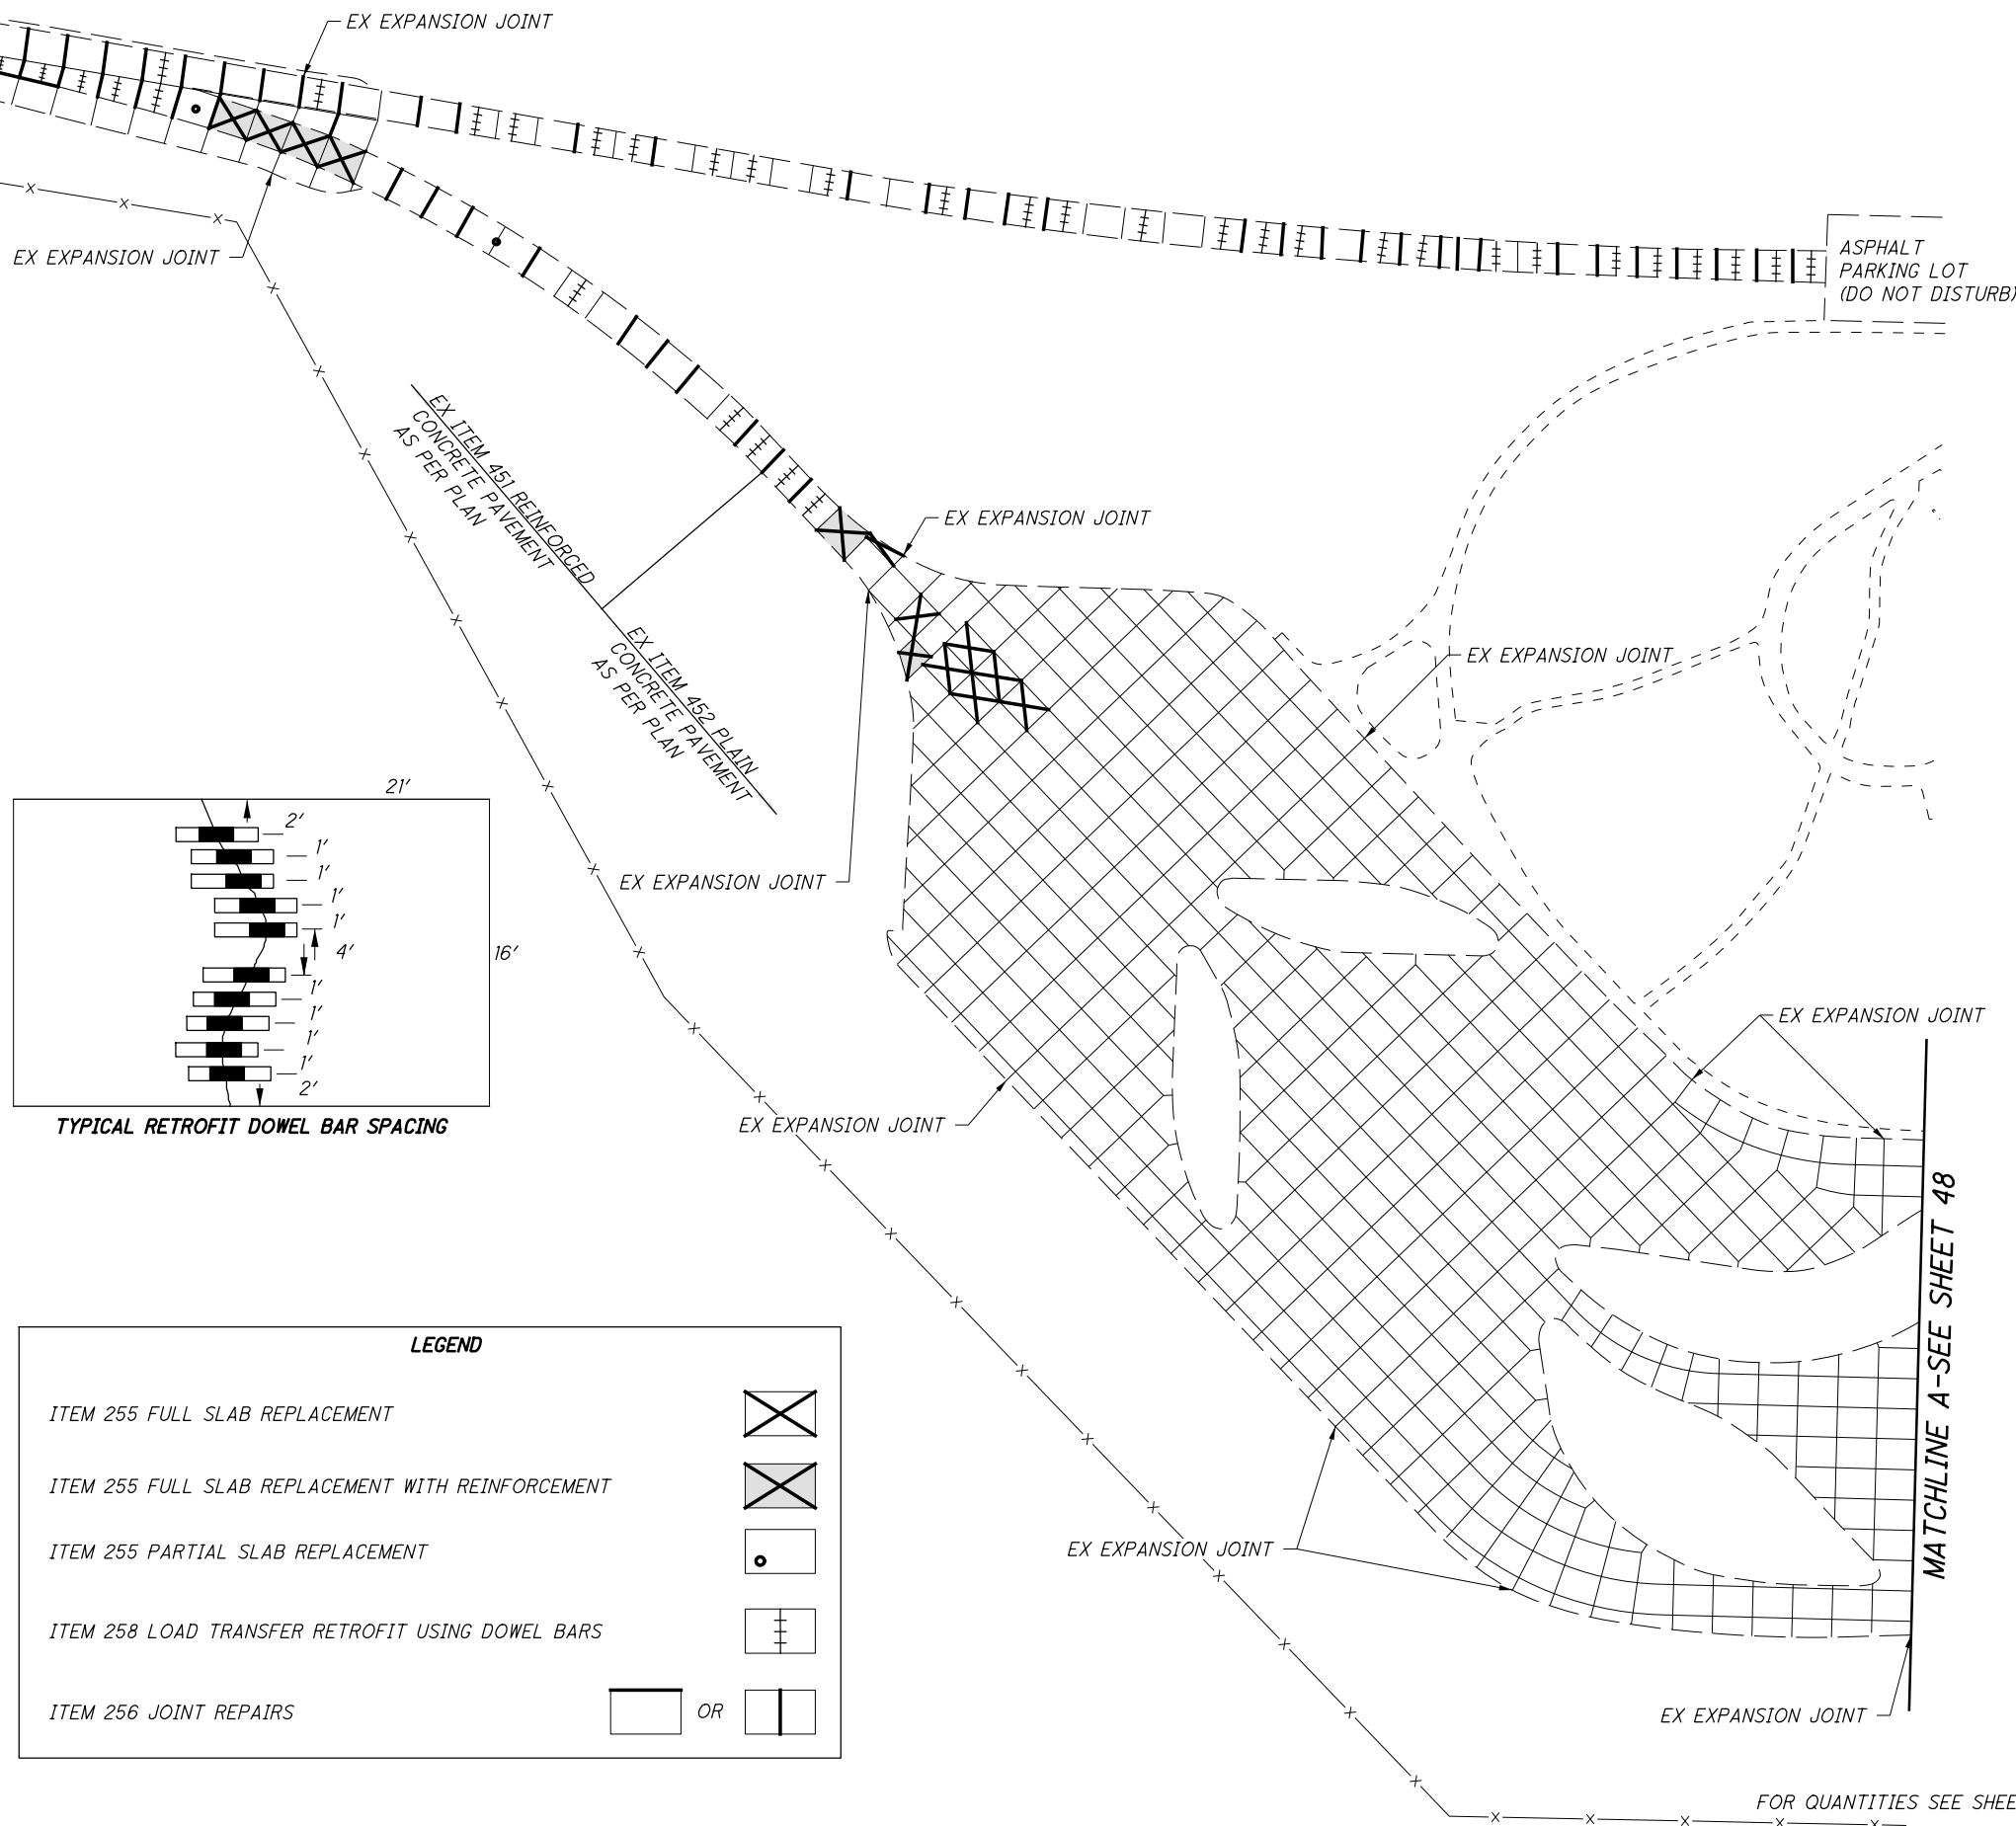 EX EXPANSION JOINT
EX EXPANSION JOINT
ASPHALT
PARKING LOT
(DO NOT DISTURB)
EX ITEM 451 REINFORCED
CONCRETE PAVEMENT
AS PER PLAN
EX ITEM 452 PLAIN
CONCRETE PAVEMENT
AS PER PLAN
EX EXPANSION JOINT
EX EXPANSION JOINT
EX EXPANSION JOINT
EX EXPANSION JOINT
EX EXPANSION JOINT
EX EXPANSION JOINT
EX EXPANSION JOINT
MATCHLINE A-SEE SHEET 48
21'
2'
1'
1'
1'
1'
4'
16'
1'
1'
1'
1'
2'
TYPICAL RETROFIT DOWEL BAR SPACING
LEGEND
ITEM 255 FULL SLAB REPLACEMENT
ITEM 255 FULL SLAB REPLACEMENT WITH REINFORCEMENT
ITEM 255 PARTIAL SLAB REPLACEMENT
ITEM 258 LOAD TRANSFER RETROFIT USING DOWEL BARS
ITEM 256 JOINT REPAIRS
OR
FOR QUANTITIES SEE SHEE